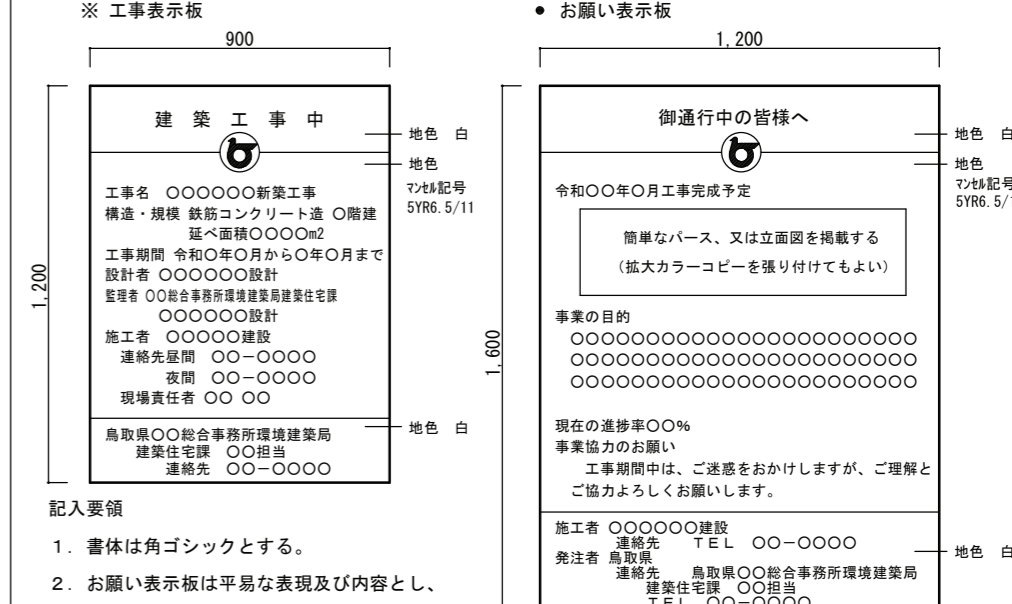 ※ 工事表示板
900
1,200
建 築 工 事 中
地色 白
地色
マンセル記号
5YR6.5/11
工事名 ○○○○○○新築工事
構造・規模 鉄筋コンクリート造 ○階建
延べ面積○○○○m2
工事期間 令和○年○月から○年○月まで
設計者 ○○○○○○設計
監理者 ○○総合事務所環境建築局建築住宅課
○○○○○○設計
施工者 ○○○○○建設
連絡先昼間 ○○－○○○○
夜間 ○○－○○○○
現場責任者 ○○ ○○
鳥取県○○総合事務所環境建築局
建築住宅課 ○○担当
連絡先 ○○－○○○○
地色 白
記入要領
1. 書体は角ゴシックとする。
2. お願い表示板は平易な表現及び内容とし、
● お願い表示板
1,200
1,600
御通行中の皆様へ
地色 白
地色
マンセル記号
5YR6.5/
令和○○年○月工事完成予定
簡単なパース、又は立面図を掲載する
（拡大カラーコピーを張り付けてもよい）
事業の目的
○○○○○○○○○○○○○○○○○○○○○○○
○○○○○○○○○○○○○○○○○○○○○○○
○○○○○○○○○○○○○○○○○○○○○○○
現在の進捗率○○%
事業協力のお願い
工事期間中は、ご迷惑をおかけしますが、ご理解と
ご協力よろしくお願いします。
施工者 ○○○○○○建設
連絡先 TEL ○○－○○○○
発注者 鳥取県
連絡先 鳥取県○○総合事務所環境建築局
建築住宅課 ○○担当
TEL ○○－○○○○
地色 白